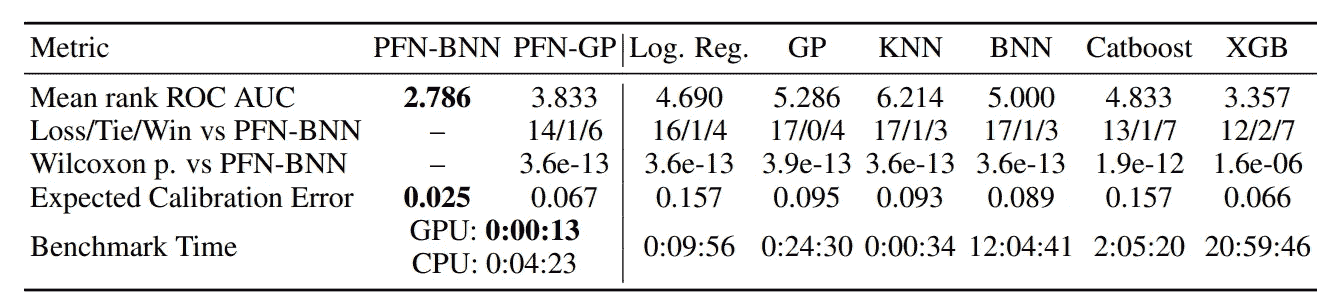 Metric PFN-BNN PFN-GP Log. Reg. GP KNN BNN Catboost XGB
Mean rank ROC AUC 2.786 3.833 4.690 5.286 6.214 5.000 4.833 3.357
Loss/Tie/Win vs PFN-BNN – 14/1/6 16/1/4 17/0/4 17/1/3 17/1/3 13/1/7 12/2/7
Wilcoxon p. vs PFN-BNN – 3.6e-13 3.6e-13 3.9e-13 3.6e-13 3.6e-13 1.9e-12 1.6e-06
Expected Calibration Error 0.025 0.067 0.157 0.095 0.093 0.089 0.157 0.066
Benchmark Time GPU: 0:00:13 0:09:56 0:24:30 0:00:34 12:04:41 2:05:20 20:59:46
CPU: 0:04:23